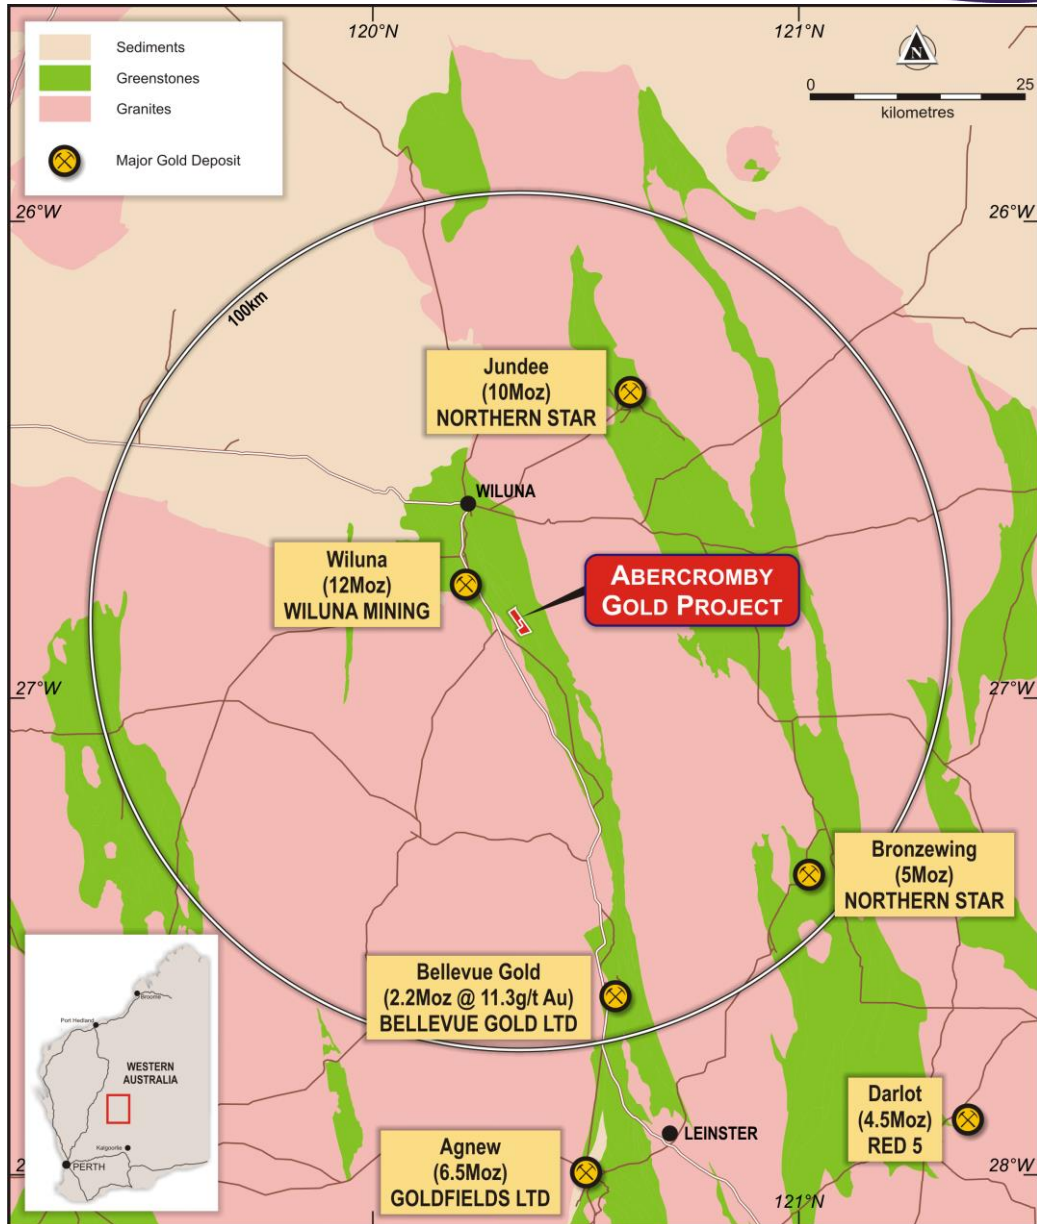 120°N
121°N
Sediments
Greenstones
Granites
Major Gold Deposit
N
0
25
kilometres
26°W
26°W
100km
Jundee
(10Moz)
NORTHERN STAR
WILUNA
Wiluna
(12Moz)
WILUNA MINING
ABERCROMBY
GOLD PROJECT
27°W
27°W
Bronzewing
(5Moz)
NORTHERN STAR
Bellevue Gold
(2.2Moz @ 11.3g/t Au)
BELLEVUE GOLD LTD
Broome
Port Hedland
WESTERN
AUSTRALIA
Kalgoorlie
PERTH
Darlot
(4.5Moz)
RED 5
LEINSTER
Agnew
(6.5Moz)
GOLDFIELDS LTD
28°W
121°N